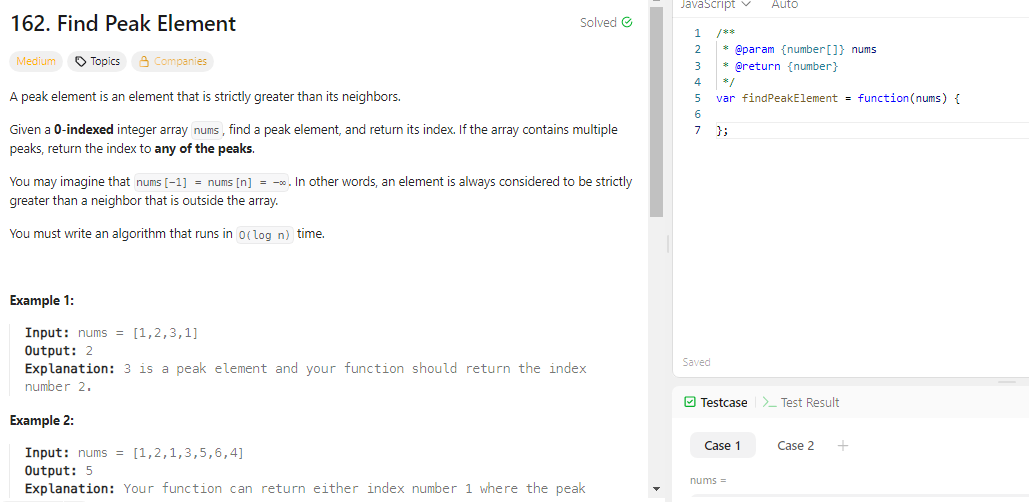 162. Find Peak Element
Solved
Medium
Topics
Companies
A peak element is an element that is strictly greater than its neighbors.
Given a 0-indexed integer array nums, find a peak element, and return its index. If the array contains multiple
peaks, return the index to any of the peaks.
You may imagine that nums[-1] = nums[n] = -∞. In other words, an element is always considered to be strictly
greater than a neighbor that is outside the array.
You must write an algorithm that runs in O(log n) time.
Example 1:
Input: nums = [1,2,3,1]
Output: 2
Explanation: 3 is a peak element and your function should return the index
number 2.
Example 2:
Input: nums = [1,2,1,3,5,6,4]
Output: 5
Explanation: Your function can return either index number 1 where the peak
JavaScript
Auto
1 /**
2 * @param {number[]} nums
3 * @return {number}
4 */
5 var findPeakElement = function(nums) {
6
7 };
Saved
Testcase
>_ Test Result
Case 1
Case 2
+
nums =